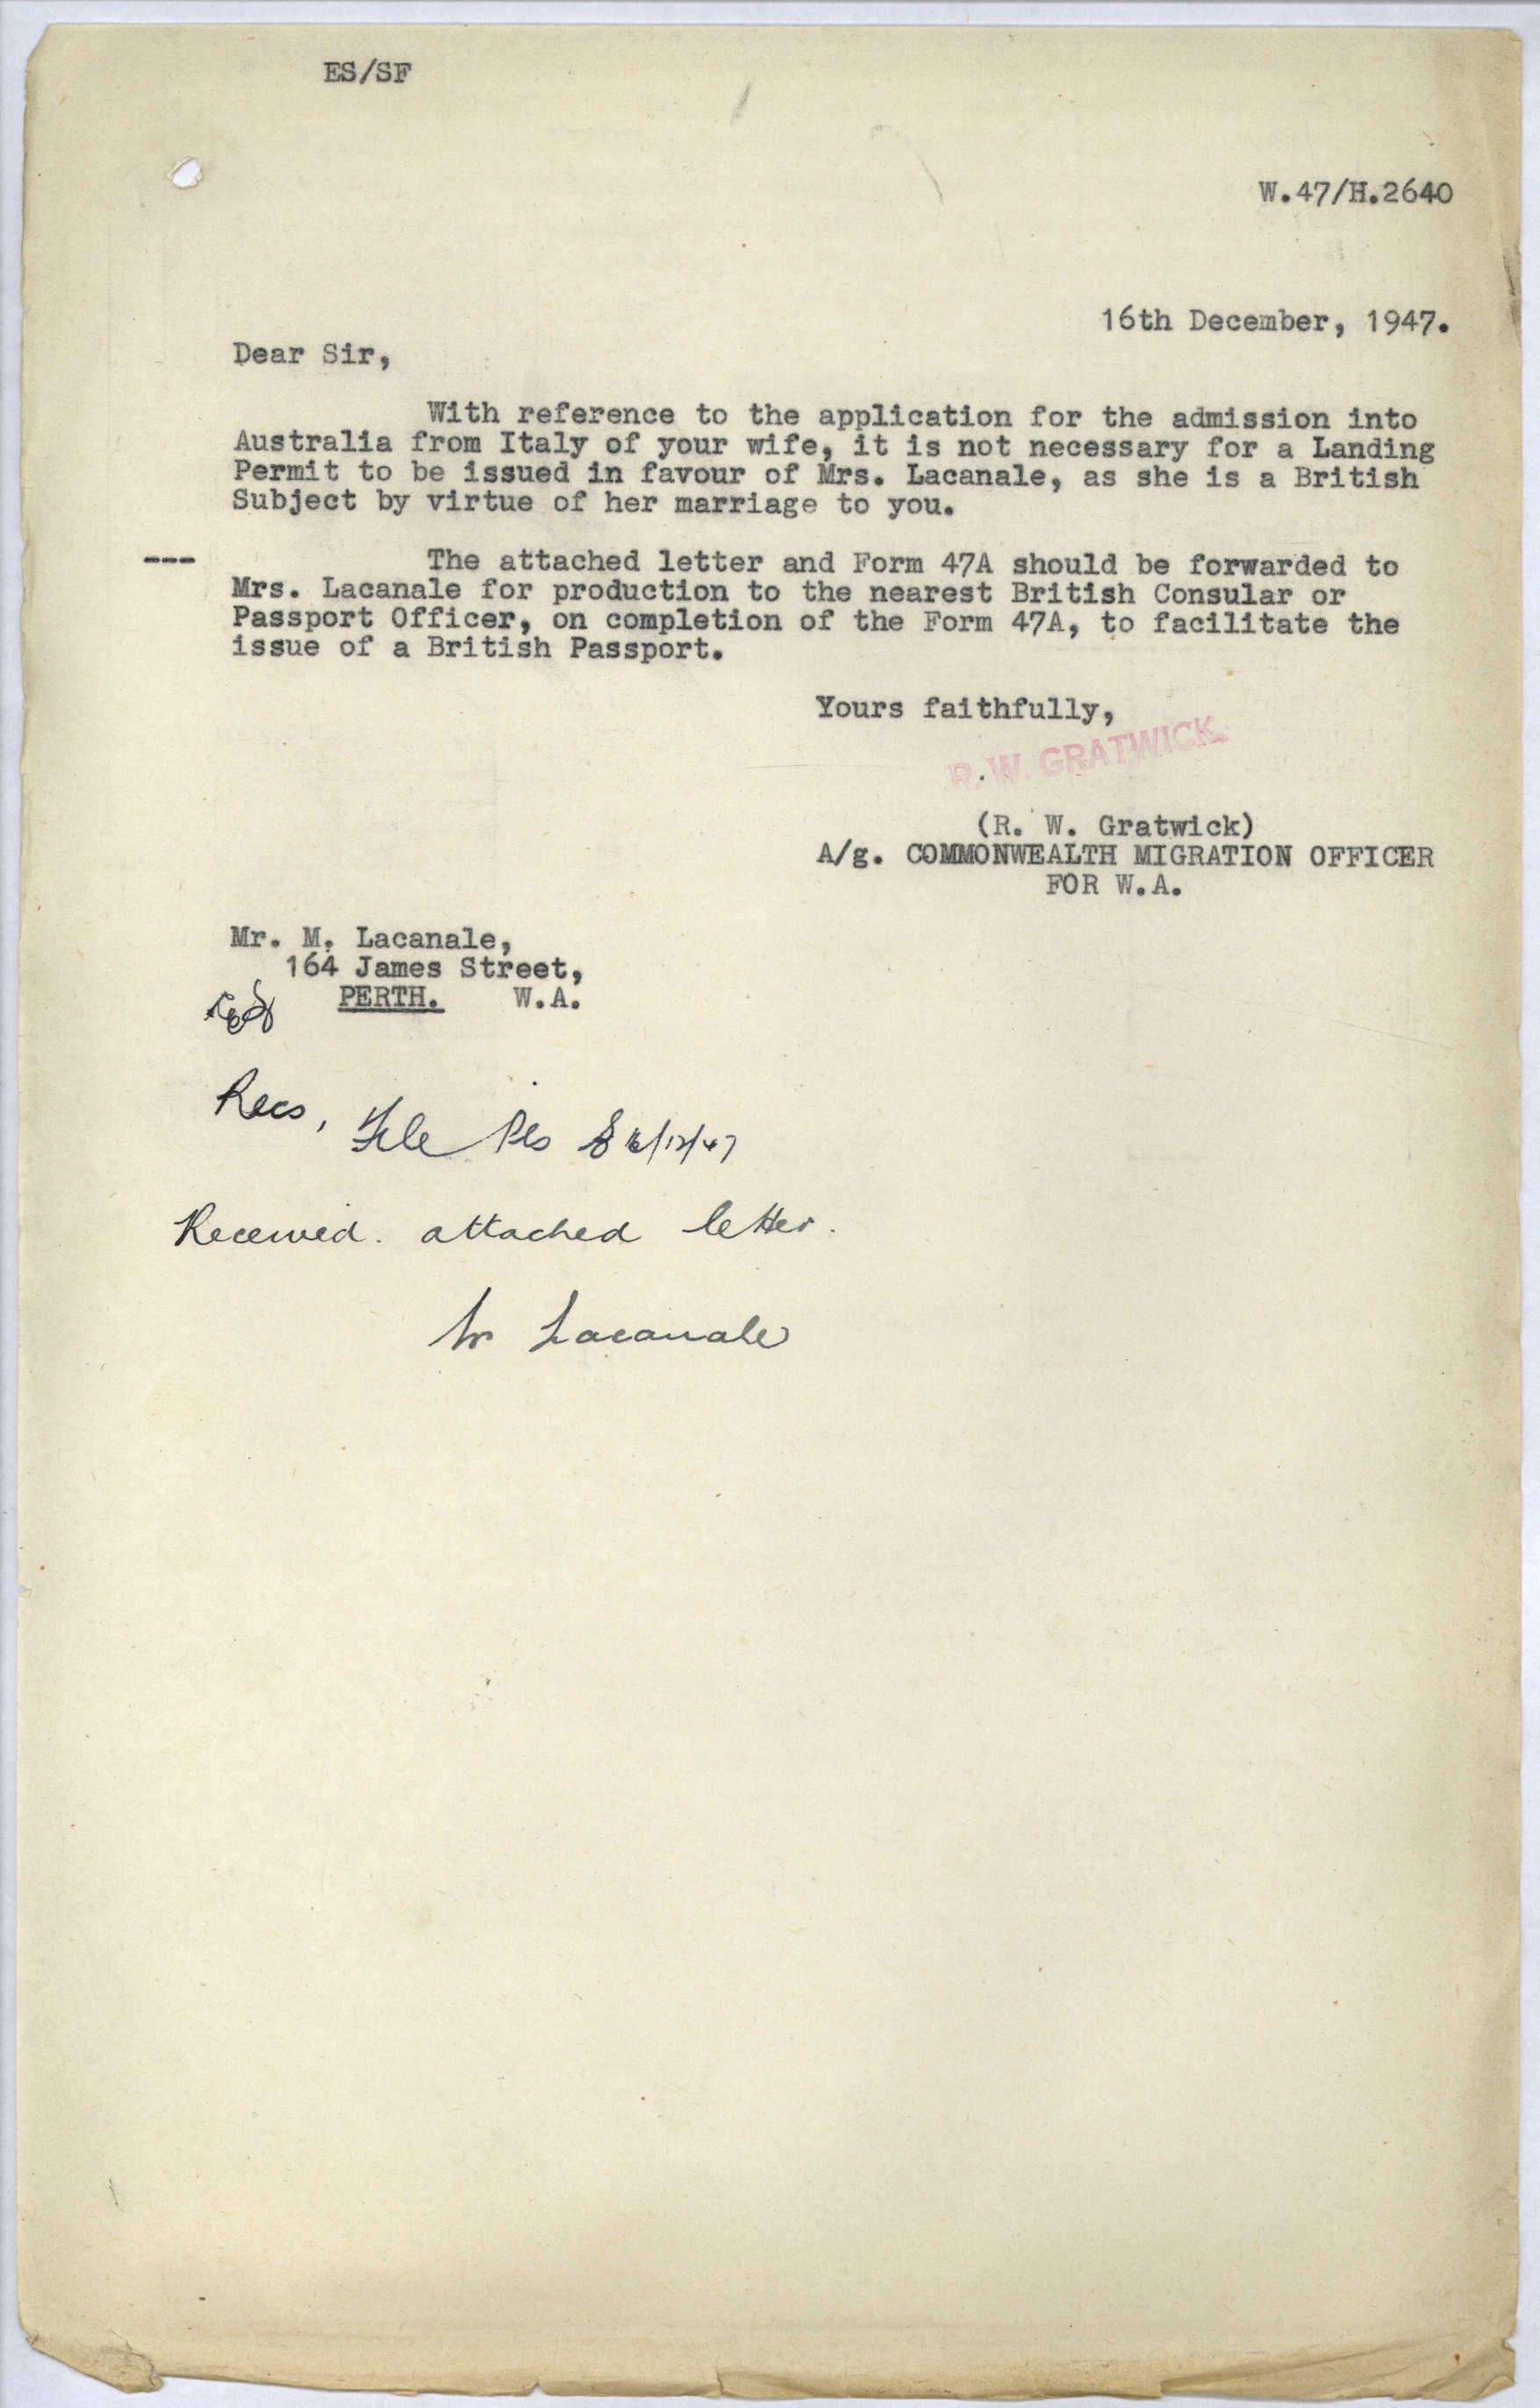 ES/SF
W.47/H.2640
16th December, 1947.
Dear Sir,
With reference to the application for the admission into
Australia from Italy of your wife, it is not necessary for a Landing
Permit to be issued in favour of Mrs. Lacanale, as she is a British
Subject by virtue of her marriage to you.
--- The attached letter and Form 47A should be forwarded to
Mrs. Lacanale for production to the nearest British Consular or
Passport Officer, on completion of the Form 47A, to facilitate the
issue of a British Passport.
Yours faithfully,
R. W. GRATWICK.
(R. W. Gratwick)
A/g. COMMONWEALTH MIGRATION OFFICER
FOR W.A.
Mr. M. Lacanale,
164 James Street,
PERTH. W.A.
Recs,
File Pls 16/12/47
Received. attached letter.
Lacanale